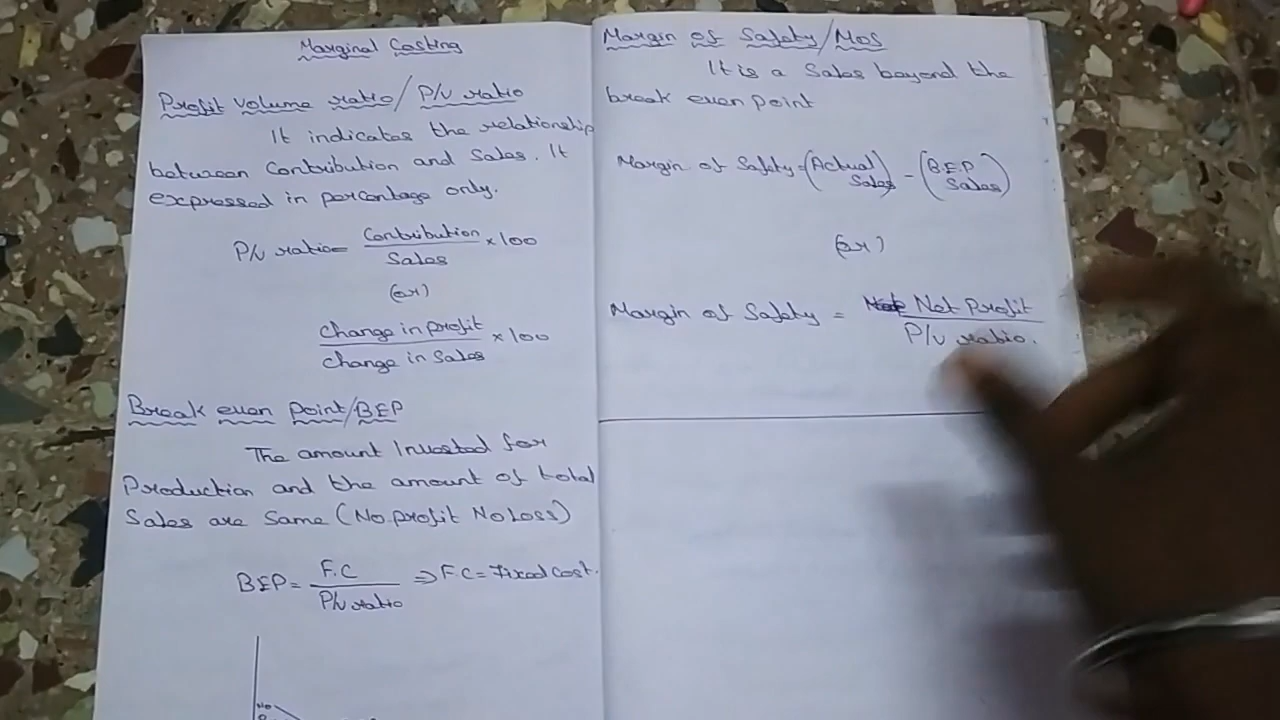 Marginal Costing
Profit Volume ratio/P/V ratio
It indicates the relationship
between Contribution and Sales. It
expressed in percentage only.
P/V ratio= Contribution/Sales ×100
(or)
Change in profit/change in Sales ×100
Break even Point/BEP
The amount Invested for
Production and the amount of total
Sales are Same (No profit No Loss)
BEP= F.C/P/V ratio ⇒ F.C= Fixed Cost.
No
Margin of Safety/MOS
It is a Sales beyond the
break even point
Margin of Safety=(Actual Sales) - (B.E.P Sales)
(or)
Margin of Safety = Net Profit/P/V ratio.